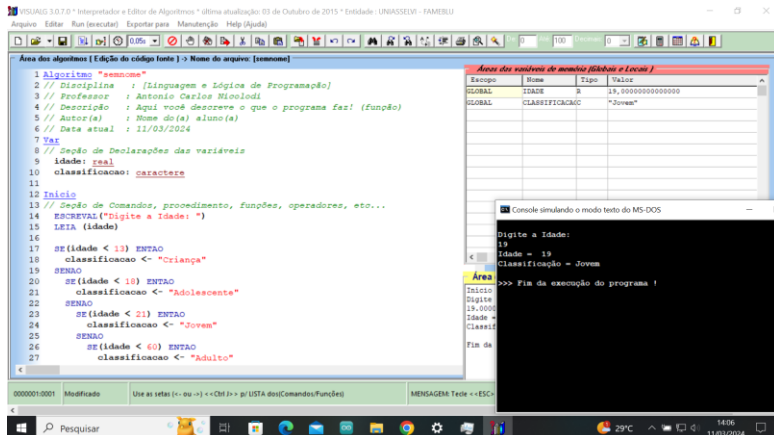 VISUALG 3.0.7.0 * Interpretador e Editor de Algoritmos * última atualização: 03 de Outubro de 2015 * Entidade : UNIASSELVI - FAMEBLU
Arquivo Editar Run (executar) Exportar para Manutenção Help (Ajuda)
0.05s 0 100 0
Área dos algoritmos ( Edição do código fonte ) -> Nome do arquivo: [semnome]
1 Algoritmo "semnome"
2 // Disciplina : [Linguagem e Lógica de Programação]
3 // Professor : Antonio Carlos Nicolodi
4 // Descrição : Aqui você descreve o que o programa faz! (função)
5 // Autor(a) : Nome do(a) aluno(a)
6 // Data atual : 11/03/2024
7 Var
8 // Seção de Declarações das variáveis
9 idade: real
10 classificacao: caractere
11
12 Inicio
13 // Seção de Comandos, procedimento, funções, operadores, etc...
14 ESCREVAL("Digite a Idade: ")
15 LEIA (idade)
16
17 SE(idade < 13) ENTAO
18 classificacao <- "Criança"
19 SENAO
20 SE(idade < 18) ENTAO
21 classificacao <- "Adolescente"
22 SENAO
23 SE(idade < 21) ENTAO
24 classificacao <- "Jovem"
25 SENAO
26 SE(idade < 60) ENTAO
27 classificacao <- "Adulto"
Áreas das variáveis de memória (Globais e Locais )
Escopo Nome Tipo Valor
GLOBAL IDADE R 19,00000000000000
GLOBAL CLASSIFICACAO C "Jovem"
Área
Início
Digite
19.0000
Idade =
Classif
Fim da
Console simulando o modo texto do MS-DOS
Digite a Idade:
19
Idade = 19
Classificação = Jovem
>>> Fim da execução do programa !
0000001:0001 Modificado Use as setas (<- ou ->) <<Ctrl J>> p/ LISTA dos(Comandos/Funções) MENSAGEM: Tecle <<ESC>
Pesquisar 29°C 14:06
11/03/2024